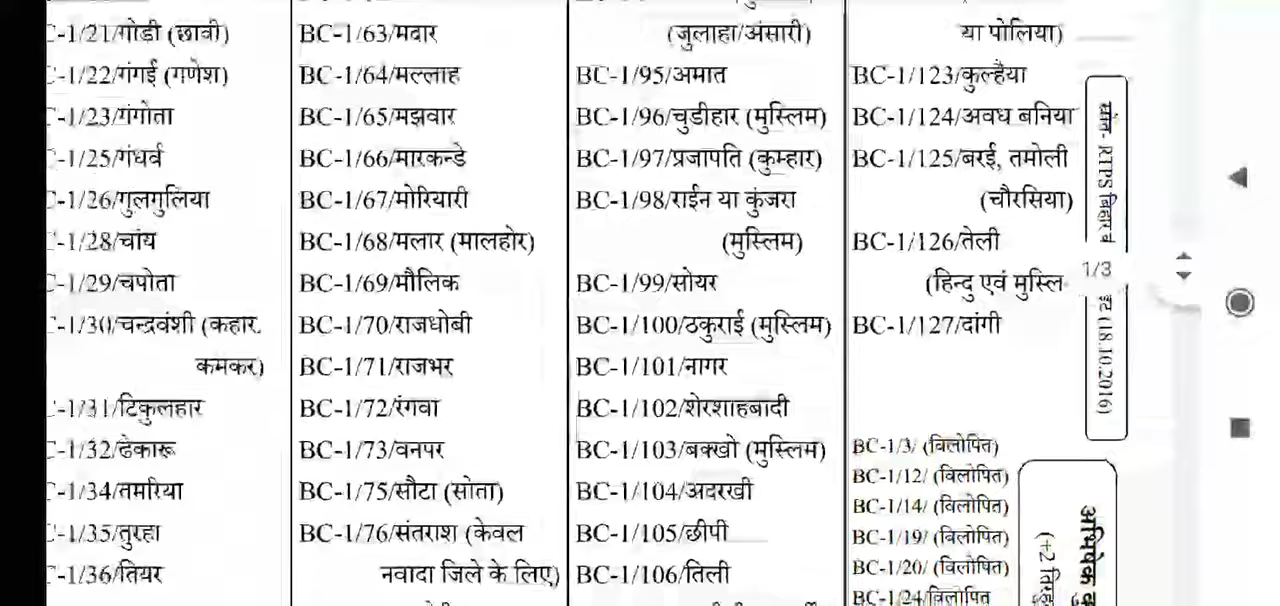 C-1/21/गोडी (छावी)
C-1/22/गंगई (गणेश)
C-1/23/गंगोता
C-1/25/गंधर्व
C-1/26/गुलगुलिया
C-1/28/चांय
C-1/29/चपोता
C-1/30/चन्द्रवंशी (कहार,
कमकर)
C-1/31/टिकुलहार
C-1/32/ढेकारू
C-1/34/तमरिया
C-1/35/तुरहा
C-1/36/तियर
BC-1/63/मवार
BC-1/64/मल्लाह
BC-1/65/मझवार
BC-1/66/मारकन्डे
BC-1/67/मोरियारी
BC-1/68/मलार (मालहोर)
BC-1/69/मौलिक
BC-1/70/राजधोबी
BC-1/71/राजभर
BC-1/72/रंगवा
BC-1/73/वनपर
BC-1/75/सौटा (सोता)
BC-1/76/संतराश (केवल
नवादा जिले के लिए)
(जुलाहा/अंसारी)
BC-1/95/अमात
BC-1/96/चुडीहार (मुस्लिम)
BC-1/97/प्रजापति (कुम्हार)
BC-1/98/राईन या कुंजरा
(मुस्लिम)
BC-1/99/सोयर
BC-1/100/ठकुराई (मुस्लिम)
BC-1/101/नागर
BC-1/102/शेरशाहबादी
BC-1/103/बक्खो (मुस्लिम)
BC-1/104/अदरखी
BC-1/105/छीपी
BC-1/106/तिली
या पोलिया)
BC-1/123/कुल्हैया
BC-1/124/अवध बनिया
BC-1/125/बरई, तमोली
(चौरसिया)
BC-1/126/तेली
(हिन्दु एवं मुस्लि
BC-1/127/दांगी
BC-1/3/ (विलोपित)
BC-1/12/ (विलोपित)
BC-1/14/ (विलोपित)
BC-1/19/ (विलोपित)
BC-1/20/ (विलोपित)
BC-1/24/विलोपित
RTPS बिहार
(18.10.2016)
1/3
अभिषेक
(+2